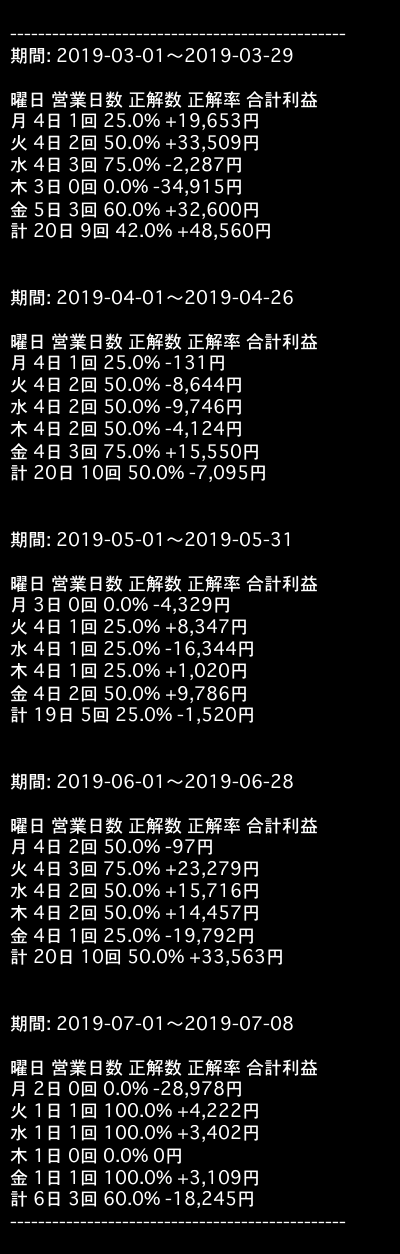 ------------------------------------------------
期間: 2019-03-01～2019-03-29
曜日 営業日数 正解数 正解率 合計利益
月 4日 1回 25.0% +19,653円
火 4日 2回 50.0% +33,509円
水 4日 3回 75.0% -2,287円
木 3日 0回 0.0% -34,915円
金 5日 3回 60.0% +32,600円
計 20日 9回 42.0% +48,560円
期間: 2019-04-01～2019-04-26
曜日 営業日数 正解数 正解率 合計利益
月 4日 1回 25.0% -131円
火 4日 2回 50.0% -8,644円
水 4日 2回 50.0% -9,746円
木 4日 2回 50.0% -4,124円
金 4日 3回 75.0% +15,550円
計 20日 10回 50.0% -7,095円
期間: 2019-05-01～2019-05-31
曜日 営業日数 正解数 正解率 合計利益
月 3日 0回 0.0% -4,329円
火 4日 1回 25.0% +8,347円
水 4日 1回 25.0% -16,344円
木 4日 1回 25.0% +1,020円
金 4日 2回 50.0% +9,786円
計 19日 5回 25.0% -1,520円
期間: 2019-06-01～2019-06-28
曜日 営業日数 正解数 正解率 合計利益
月 4日 2回 50.0% -97円
火 4日 3回 75.0% +23,279円
水 4日 2回 50.0% +15,716円
木 4日 2回 50.0% +14,457円
金 4日 1回 25.0% -19,792円
計 20日 10回 50.0% +33,563円
期間: 2019-07-01～2019-07-08
曜日 営業日数 正解数 正解率 合計利益
月 2日 0回 0.0% -28,978円
火 1日 1回 100.0% +4,222円
水 1日 1回 100.0% +3,402円
木 1日 0回 0.0% 0円
金 1日 1回 100.0% +3,109円
計 6日 3回 60.0% -18,245円
------------------------------------------------